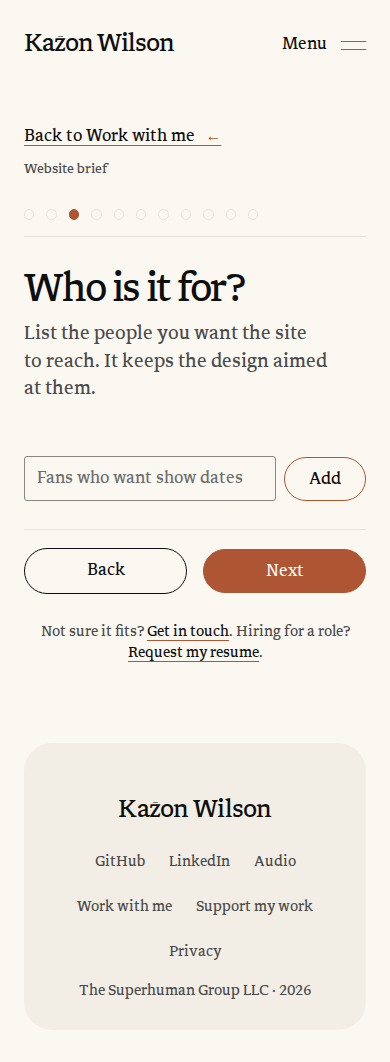 Każon Wilson
Menu
Back to Work with me ←
Website brief
Who is it for?
List the people you want the site
to reach. It keeps the design aimed
at them.
Fans who want show dates
Add
Back
Next
Not sure it fits? Get in touch. Hiring for a role?
Request my resume.
Każon Wilson
GitHub LinkedIn Audio
Work with me Support my work
Privacy
The Superhuman Group LLC · 2026